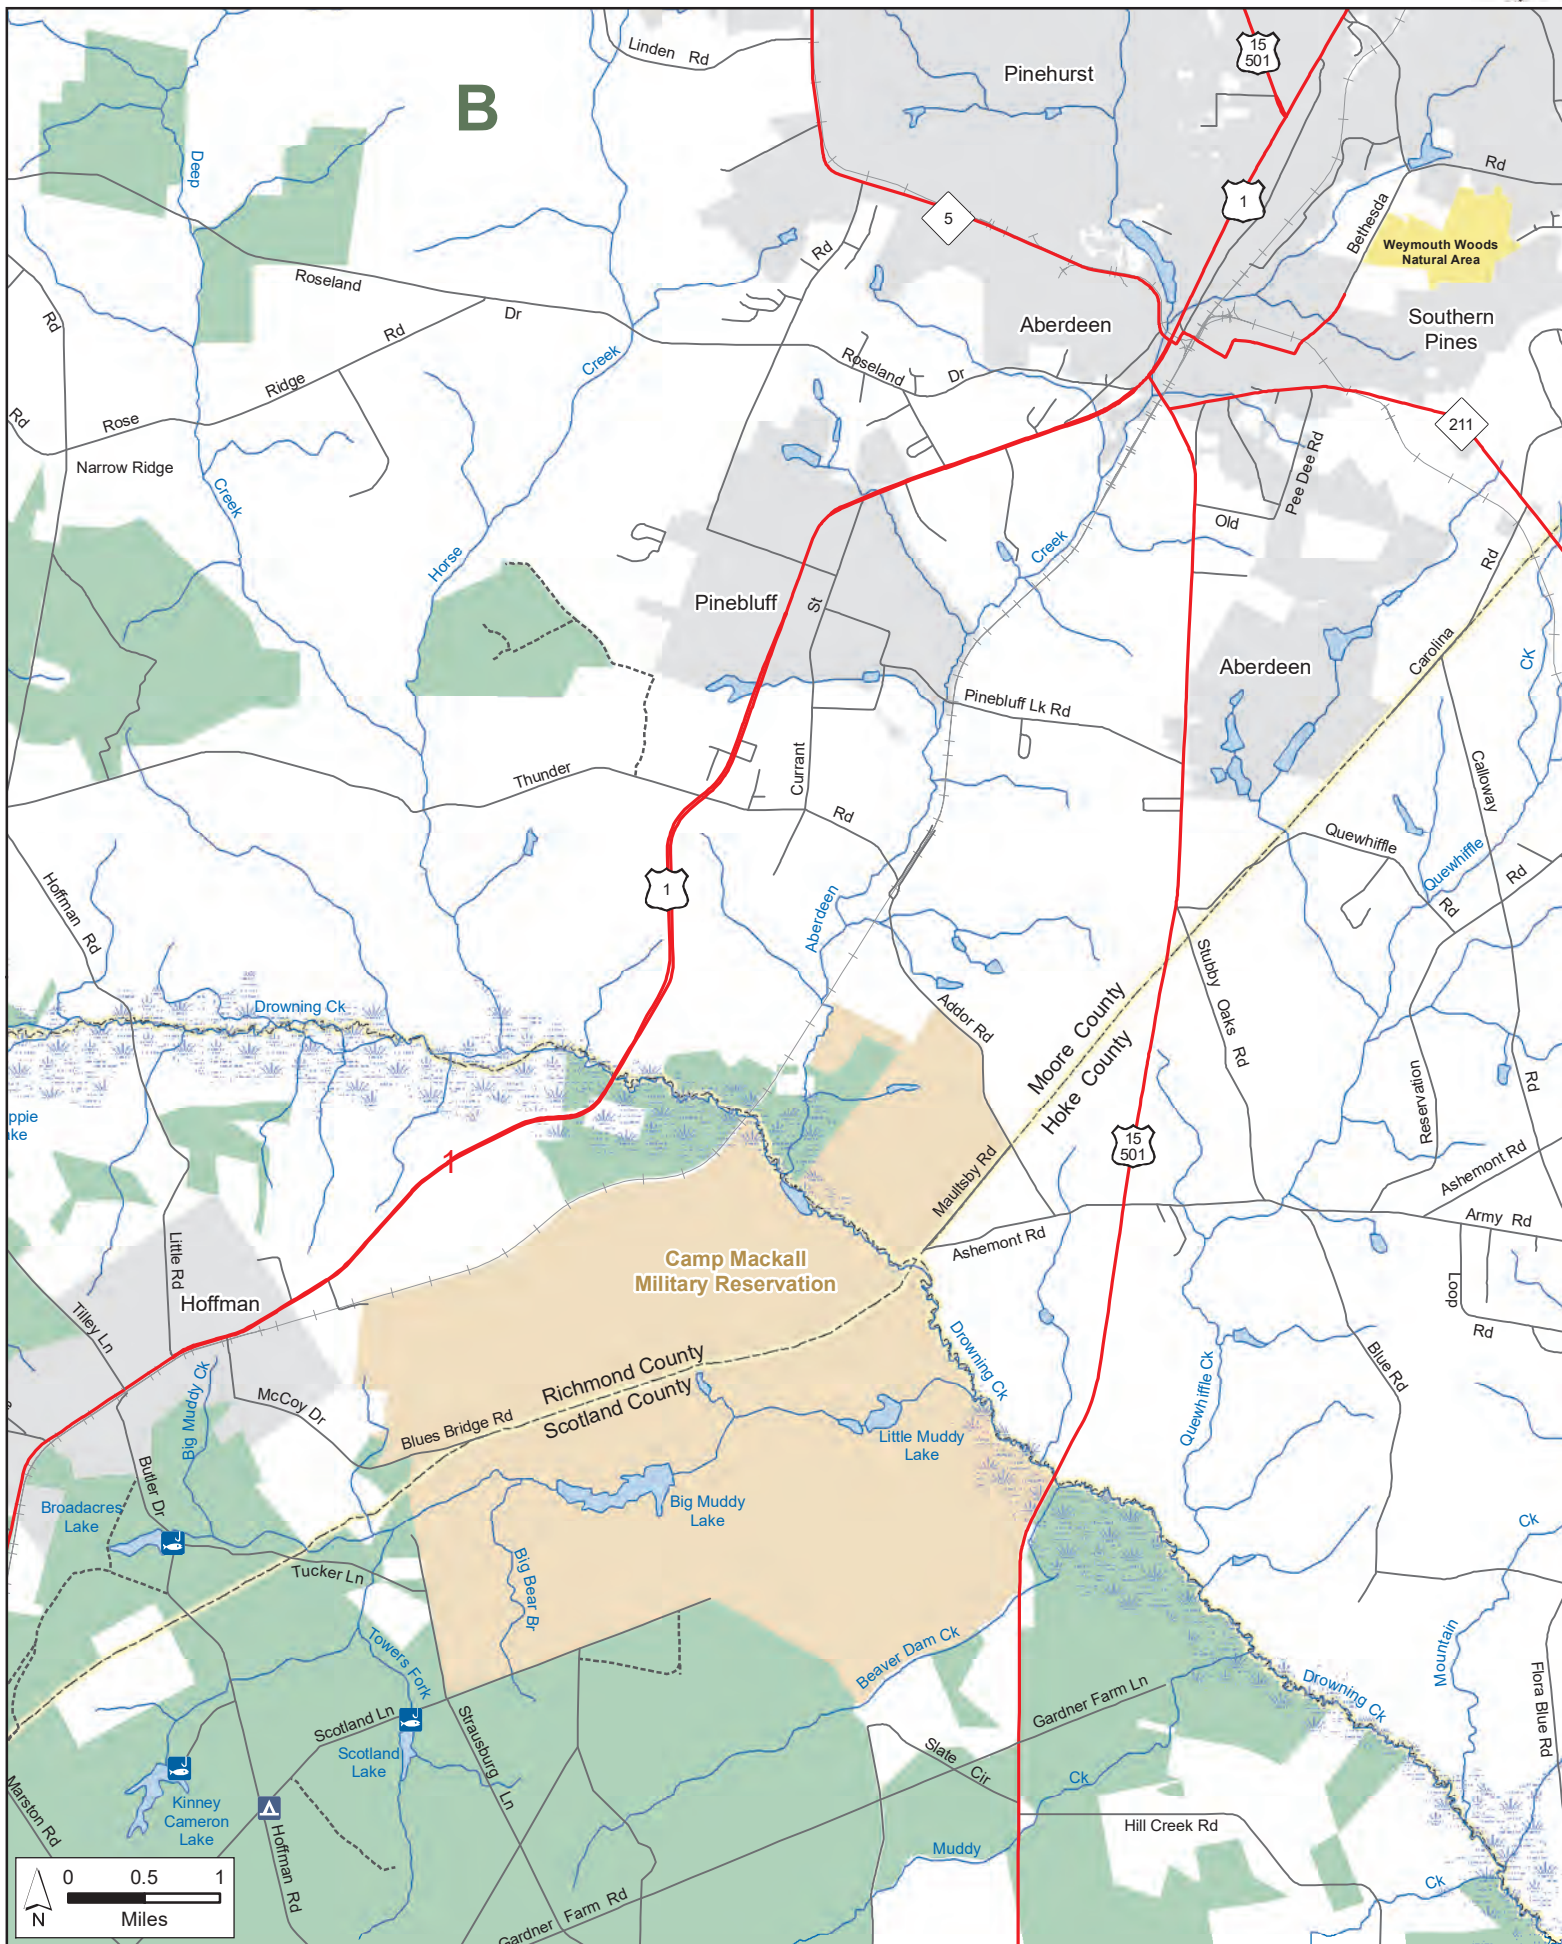 B
Linden Rd
Pinehurst
15
501
1
5
Rd
Bethesda
Weymouth Woods
Natural Area
Deep
Roseland
Dr
Rd
Rd
Aberdeen
Southern
Pines
Creek
Roseland
Dr
Rd
Ridge
Rose
Rd
Narrow Ridge
211
Pee Dee Rd
Old
Creek
Horse
Creek
Rd
Pinebluff
St
Aberdeen
Carolina
CK
Pinebluff Lk Rd
Thunder
Currant
Rd
Calloway
Quewhiffle
Quewhiffle
Rd
Rd
Hoffman Rd
1
Aberdeen
Stubby Oaks Rd
Drowning Ck
Addor Rd
Moore County
Hoke County
Reservation
Rd
ppie
ke
1
15
501
Ashemont Rd
Maultsby Rd
Army Rd
Ashemont Rd
Little Rd
Camp Mackall
Military Reservation
Loop
Rd
Hoffman
Tilley Ln
Drowning Ck
Blue Rd
Richmond County
Scotland County
Big Muddy Ck
McCoy Dr
Blues Bridge Rd
Quewhiffle Ck
Little Muddy
Lake
Butler Dr
Broadacres
Lake
Big Muddy
Lake
Ck
Tucker Ln
Big Bear Br
Towers Fork
Beaver Dam Ck
Mountain
Drowning Ck
Flora Blue Rd
Gardner Farm Ln
Scotland Ln
Strausburg Ln
Scotland
Lake
Slate Cir
Ck
Kinney
Cameron
Lake
Marston Rd
Hoffman Rd
Hill Creek Rd
Muddy
Ck
Gardner Farm Rd
0 0.5 1
Miles
N